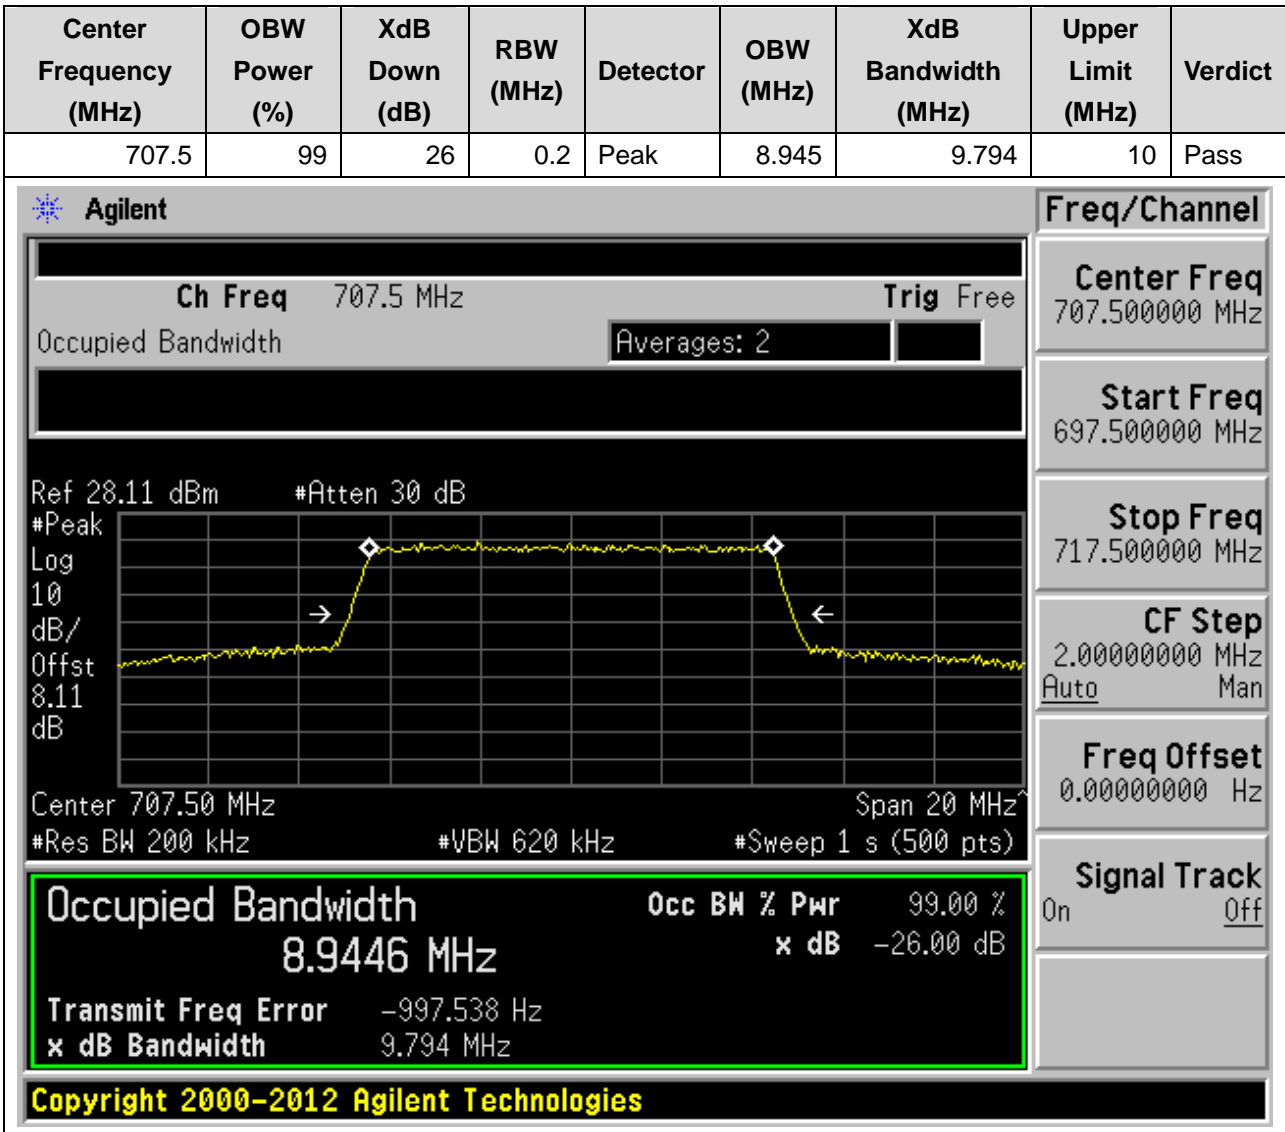 Center Frequency (MHz) OBW Power (%) XdB Down (dB) RBW (MHz) Detector OBW (MHz) XdB Bandwidth (MHz) Upper Limit (MHz) Verdict
707.5 99 26 0.2 Peak 8.945 9.794 10 Pass
Agilent
Ch Freq 707.5 MHz Trig Free
Occupied Bandwidth Averages: 2
Ref 28.11 dBm #Atten 30 dB
#Peak
Log
10
dB/
Offst
8.11
dB
Center 707.50 MHz Span 20 MHz^
#Res BW 200 kHz #VBW 620 kHz #Sweep 1 s (500 pts)
Occupied Bandwidth Occ BW % Pwr 99.00 %
8.9446 MHz x dB -26.00 dB
Transmit Freq Error -997.538 Hz
x dB Bandwidth 9.794 MHz
Copyright 2000-2012 Agilent Technologies
Freq/Channel
Center Freq
707.500000 MHz
Start Freq
697.500000 MHz
Stop Freq
717.500000 MHz
CF Step
2.00000000 MHz
Auto Man
Freq Offset
0.00000000 Hz
Signal Track
On Off